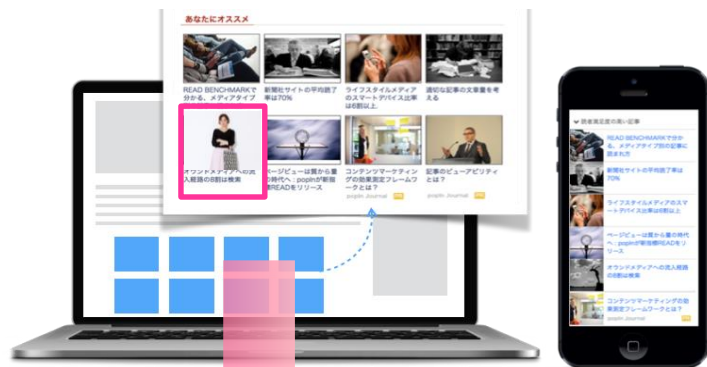 あなたにオススメ
READ BENCHMARKで
分かる、メディアタイプ
新聞社サイトの平均読了
率は70%
ライフスタイルメディア
のスマートデバイス比率
は6割以上
適切な記事の文章量を考
える
オウンドメディアへの流
入経路の8割は検索
ページビューは質から量
の時代へ：popInが新指
標READをリリース
コンテンツマーケティン
グの効果測定フレームワ
ークとは？
popIn Journal
記事のビューアビリティ
とは？
popIn Journal
読者満足度の高い記事
READ BENCHMARKで分か
る、メディアタイプ別の記事に
読まれ方
新聞社サイトの平均読了率は
70%
ライフスタイルメディアのスマ
ートデバイス比率は6割以上
ページビューは質から量の時代
へ：popInが新指標READをリ
リース
オウンドメディアへの流入経路
の8割は検索
コンテンツマーケティングの効
果測定フレームワークとは？
popIn Journal